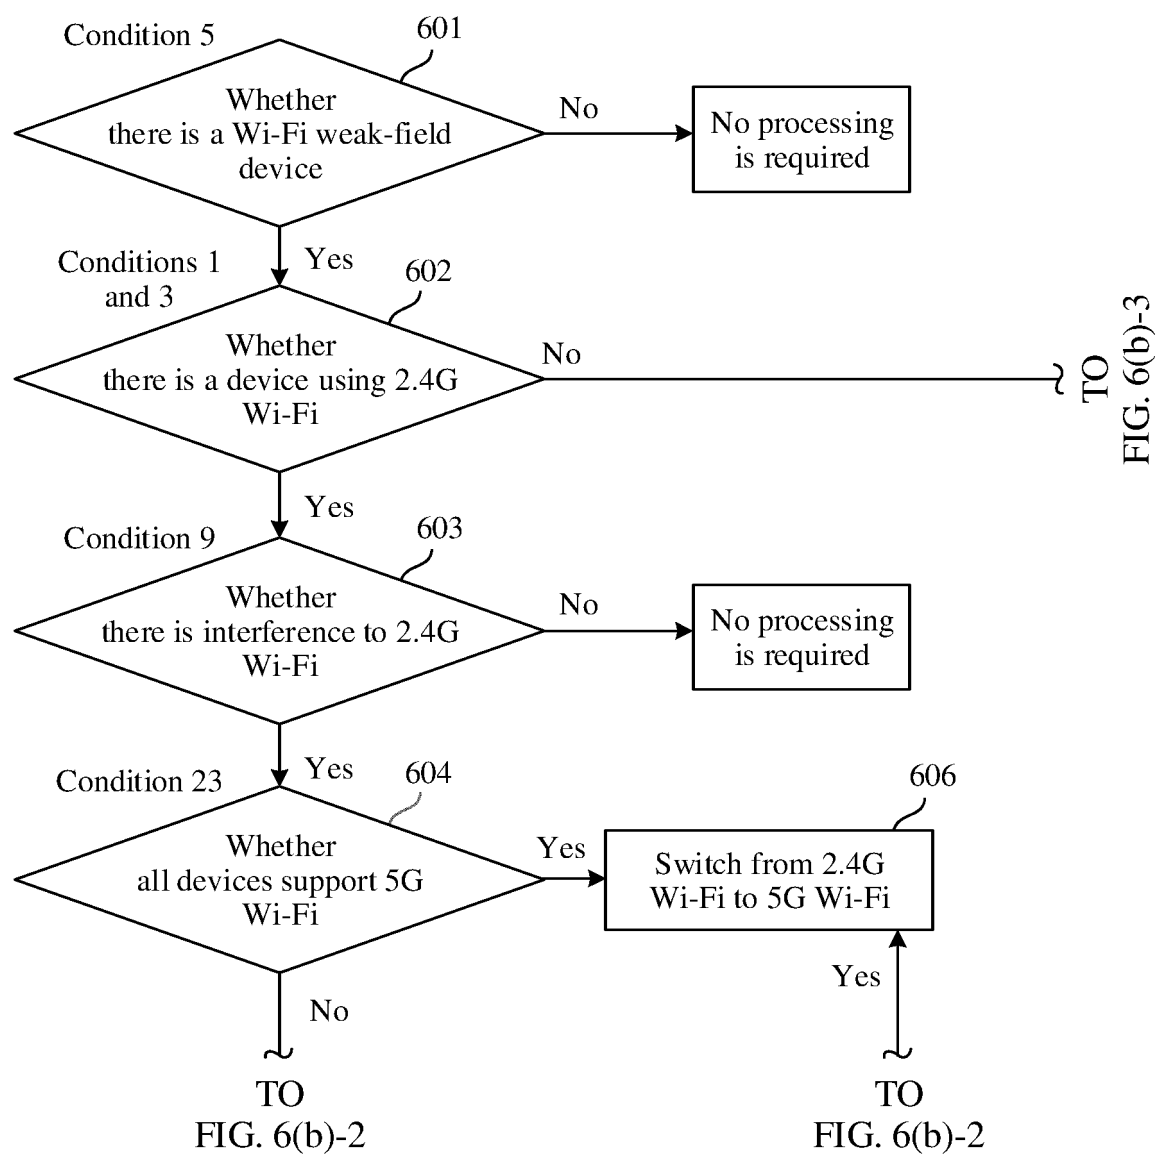 Condition 5
601
Whether
there is a Wi-Fi weak-field
device
No
No processing
is required
Yes
Conditions 1
and 3
602
Whether
there is a device using 2.4G
Wi-Fi
No
TO
FIG. 6(b)-3
Yes
Condition 9
603
Whether
there is interference to 2.4G
Wi-Fi
No
No processing
is required
Yes
Condition 23
604
Whether
all devices support 5G
Wi-Fi
Yes
606
Switch from 2.4G
Wi-Fi to 5G Wi-Fi
No
Yes
TO
FIG. 6(b)-2
TO
FIG. 6(b)-2